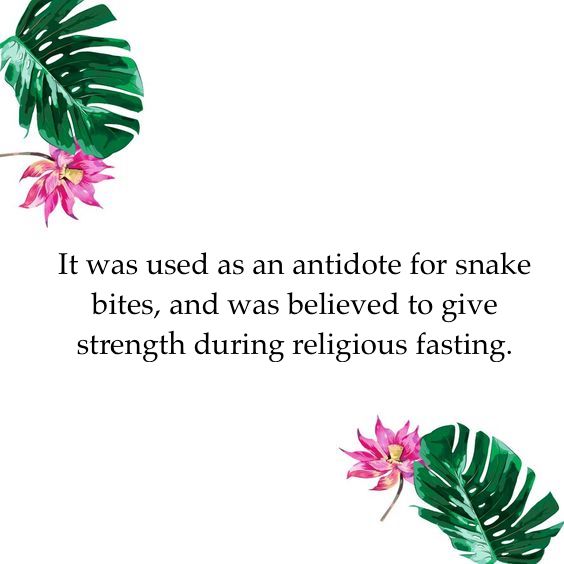 It was used as an antidote for snake
bites, and was believed to give
strength during religious fasting.